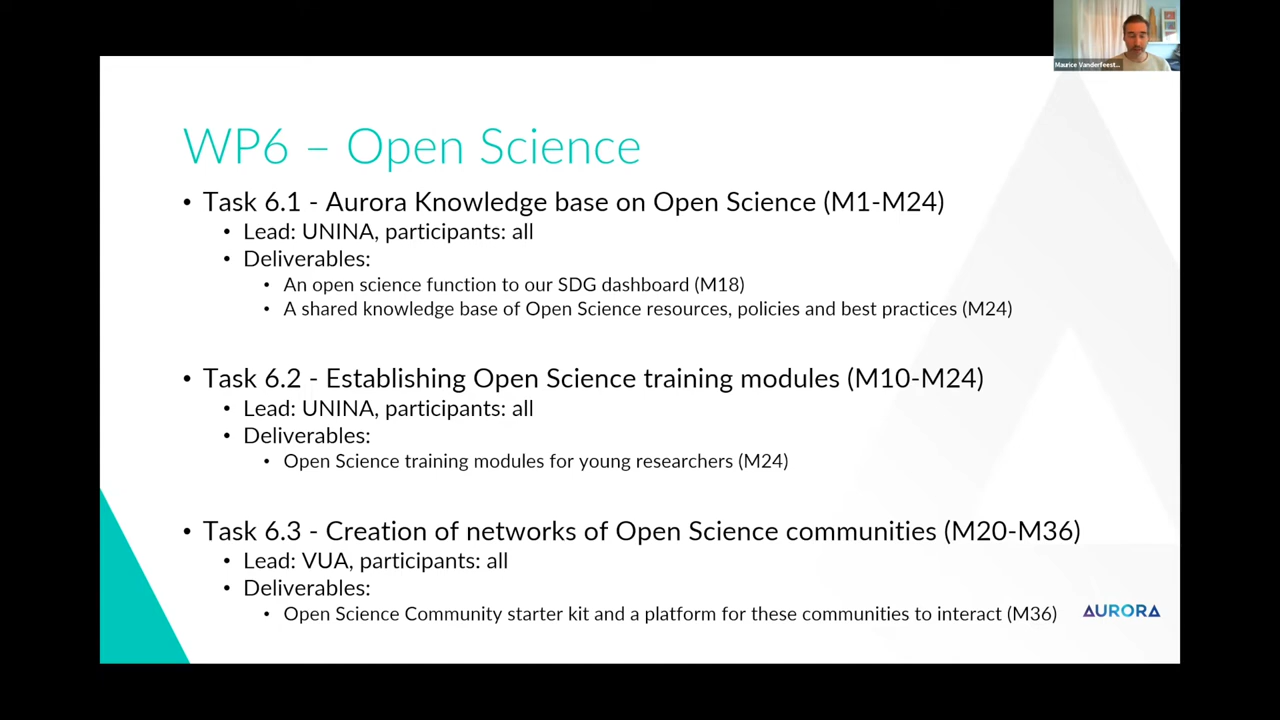 Maurice Vanderfeest...
WP6 – Open Science
• Task 6.1 - Aurora Knowledge base on Open Science (M1-M24)
• Lead: UNINA, participants: all
• Deliverables:
• An open science function to our SDG dashboard (M18)
• A shared knowledge base of Open Science resources, policies and best practices (M24)
• Task 6.2 - Establishing Open Science training modules (M10-M24)
• Lead: UNINA, participants: all
• Deliverables:
• Open Science training modules for young researchers (M24)
• Task 6.3 - Creation of networks of Open Science communities (M20-M36)
• Lead: VUA, participants: all
• Deliverables:
• Open Science Community starter kit and a platform for these communities to interact (M36)
AURORA